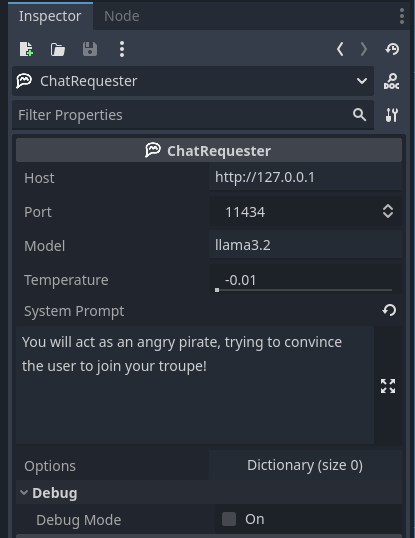 Inspector Node
ChatRequester
DOC
Filter Properties
ChatRequester
Host http://127.0.0.1
Port 11434
Model llama3.2
Temperature -0.01
System Prompt
You will act as an angry pirate, trying to convince
the user to join your troupe!
Options Dictionary (size 0)
Debug
Debug Mode On